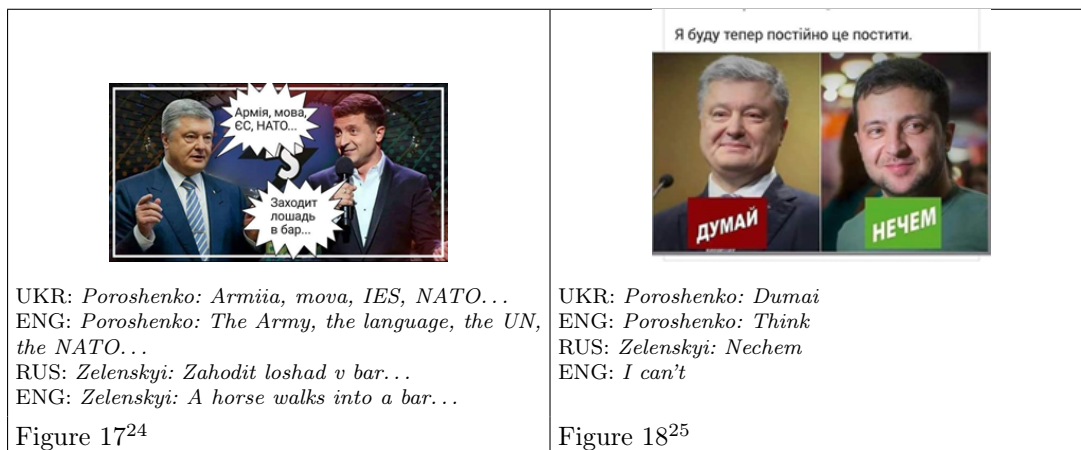 Армія, мова,
ЄС, НАТО...
Заходит
лошадь
в бар...
UKR: Poroshenko: Armiia, mova, IES, NATO...
ENG: Poroshenko: The Army, the language, the UN,
the NATO...
RUS: Zelenskyi: Zahodit loshad v bar...
ENG: Zelenskyi: A horse walks into a bar...
Figure 17²⁴
Я буду тепер постійно це постити.
ДУМАЙ
НЕЧЕМ
UKR: Poroshenko: Dumai
ENG: Poroshenko: Think
RUS: Zelenskyi: Nechem
ENG: I can't
Figure 18²⁵